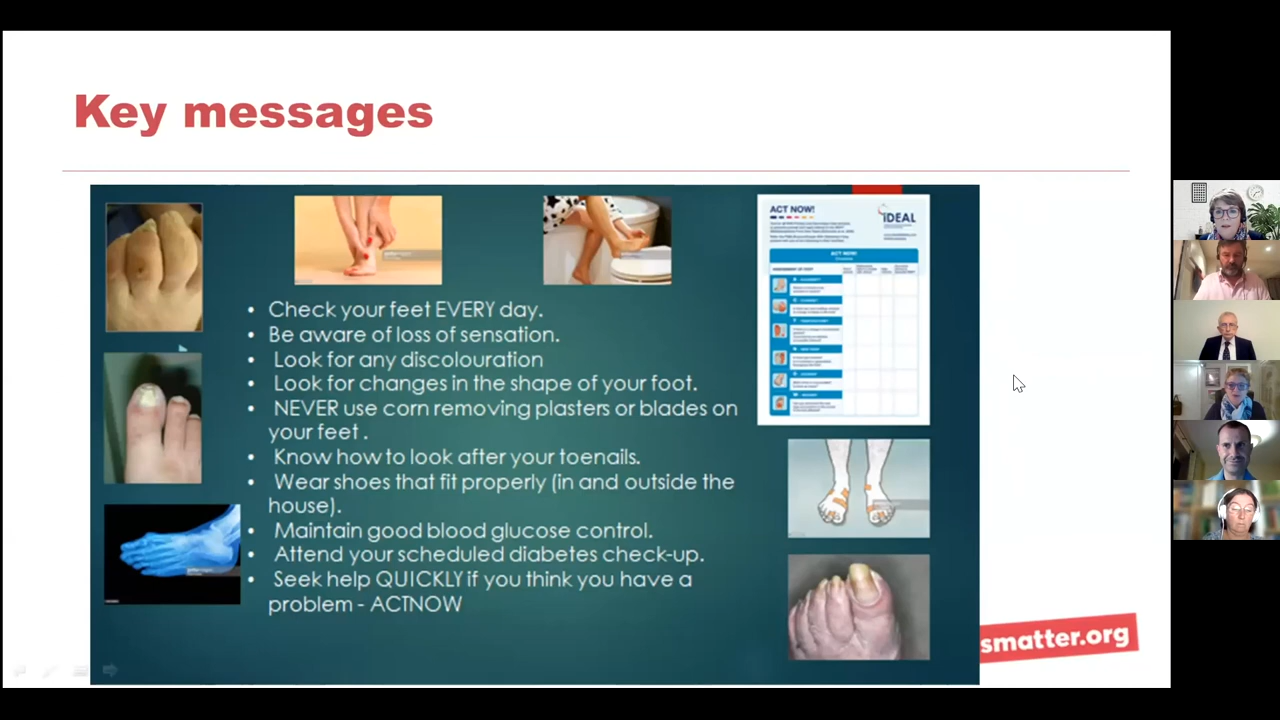 Key messages
ACT NOW!
iDEAL
ACT NOW!
• Check your feet EVERY day.
• Be aware of loss of sensation.
• Look for any discolouration
• Look for changes in the shape of your foot.
• NEVER use corn removing plasters or blades on
your feet .
• Know how to look after your toenails.
• Wear shoes that fit properly (in and outside the
house).
• Maintain good blood glucose control.
• Attend your scheduled diabetes check-up.
• Seek help QUICKLY if you think you have a
problem - ACTNOW
smatter.org